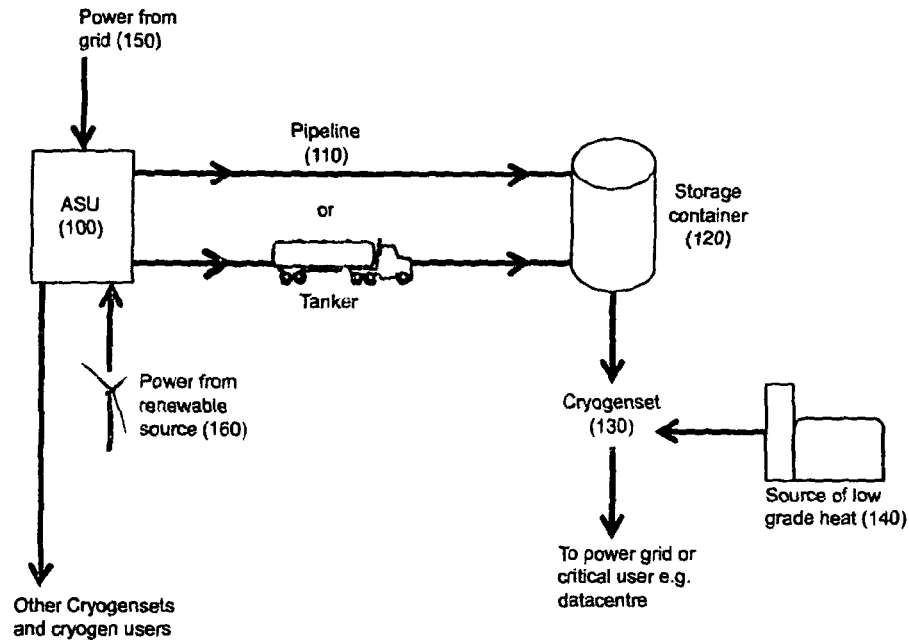 Power from
grid (150)
Pipeline
(110)
ASU
(100)
or
Storage
container
(120)
Tanker
Power from
renewable
source (160)
Cryogenset
(130)
Source of low
grade heat (140)
To power grid or
critical user e.g.
datacentre
Other Cryogensets
and cryogen users